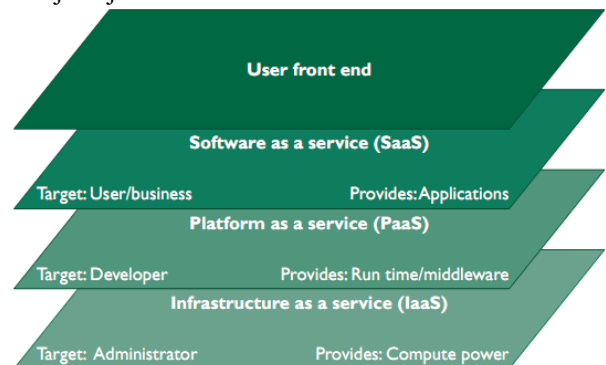 User front end
Software as a service (SaaS)
Target: User/business Provides: Applications
Platform as a service (PaaS)
Target: Developer Provides: Run time/middleware
Infrastructure as a service (IaaS)
Target: Administrator Provides: Compute power